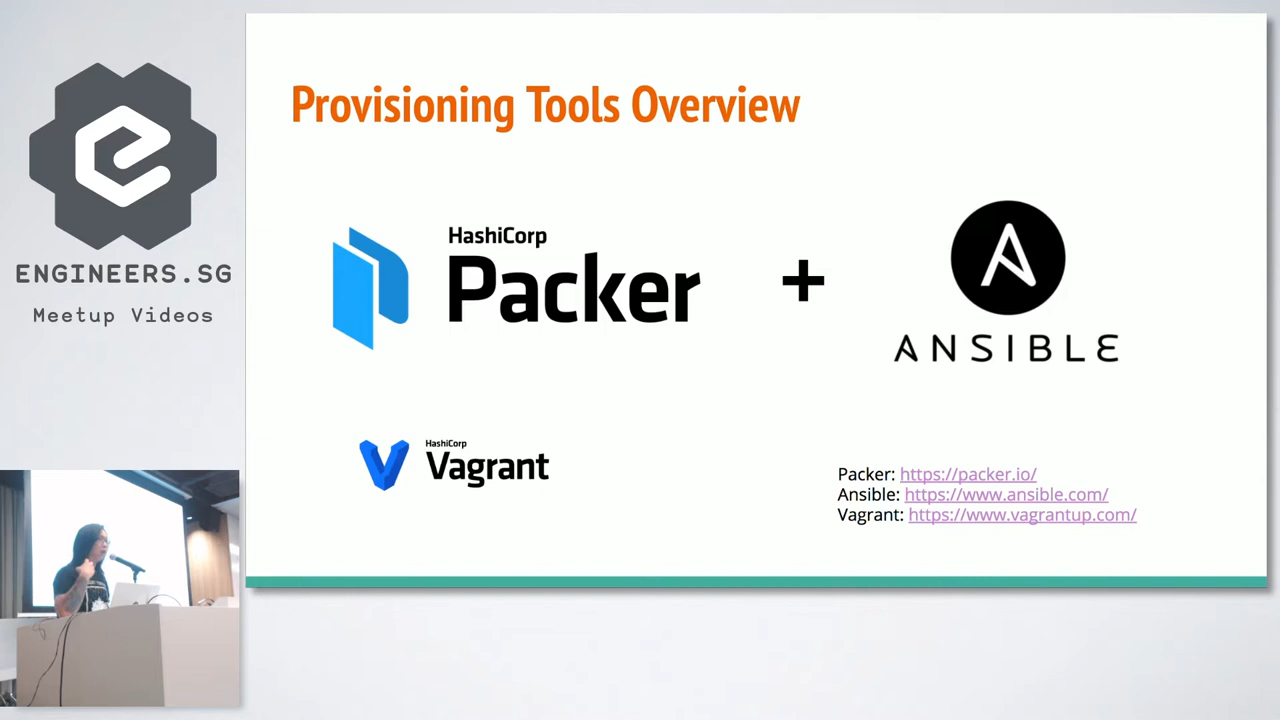 ENGINEERS.SG
Meetup Videos
Provisioning Tools Overview
HashiCorp
Packer
+
ANSIBLE
HashiCorp
Vagrant
Packer: https://packer.io/
Ansible: https://www.ansible.com/
Vagrant: https://www.vagrantup.com/